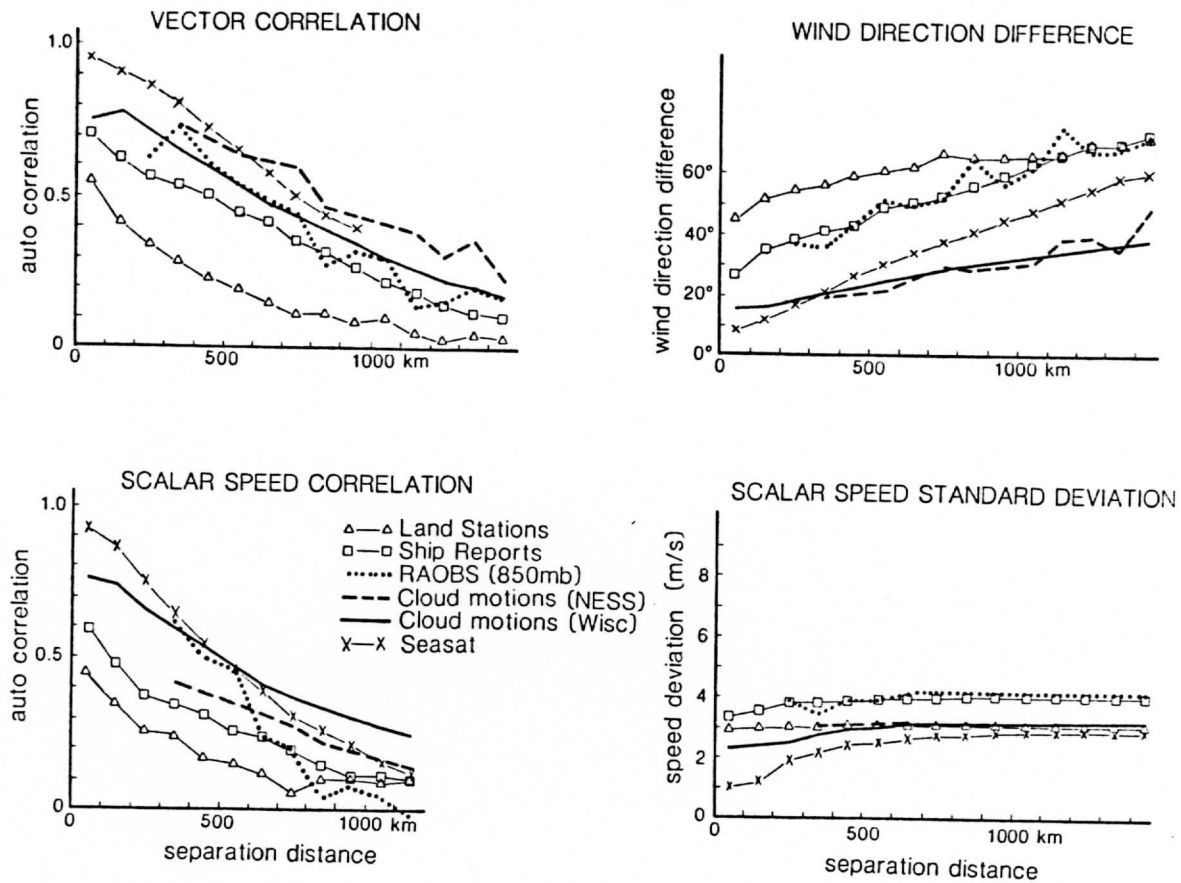 VECTOR CORRELATION
1.0
0.5
0
auto correlation
0
500
1000 km
WIND DIRECTION DIFFERENCE
60°
40°
20°
0°
wind direction difference
0
500
1000 km
SCALAR SPEED CORRELATION
1.0
0.5
0
auto correlation
0
500
1000 km
separation distance
Land Stations
Ship Reports
RAOBS (850mb)
Cloud motions (NESS)
Cloud motions (Wisc)
Seasat
SCALAR SPEED STANDARD DEVIATION
8
6
4
2
0
speed deviation (m/s)
0
500
1000 km
separation distance